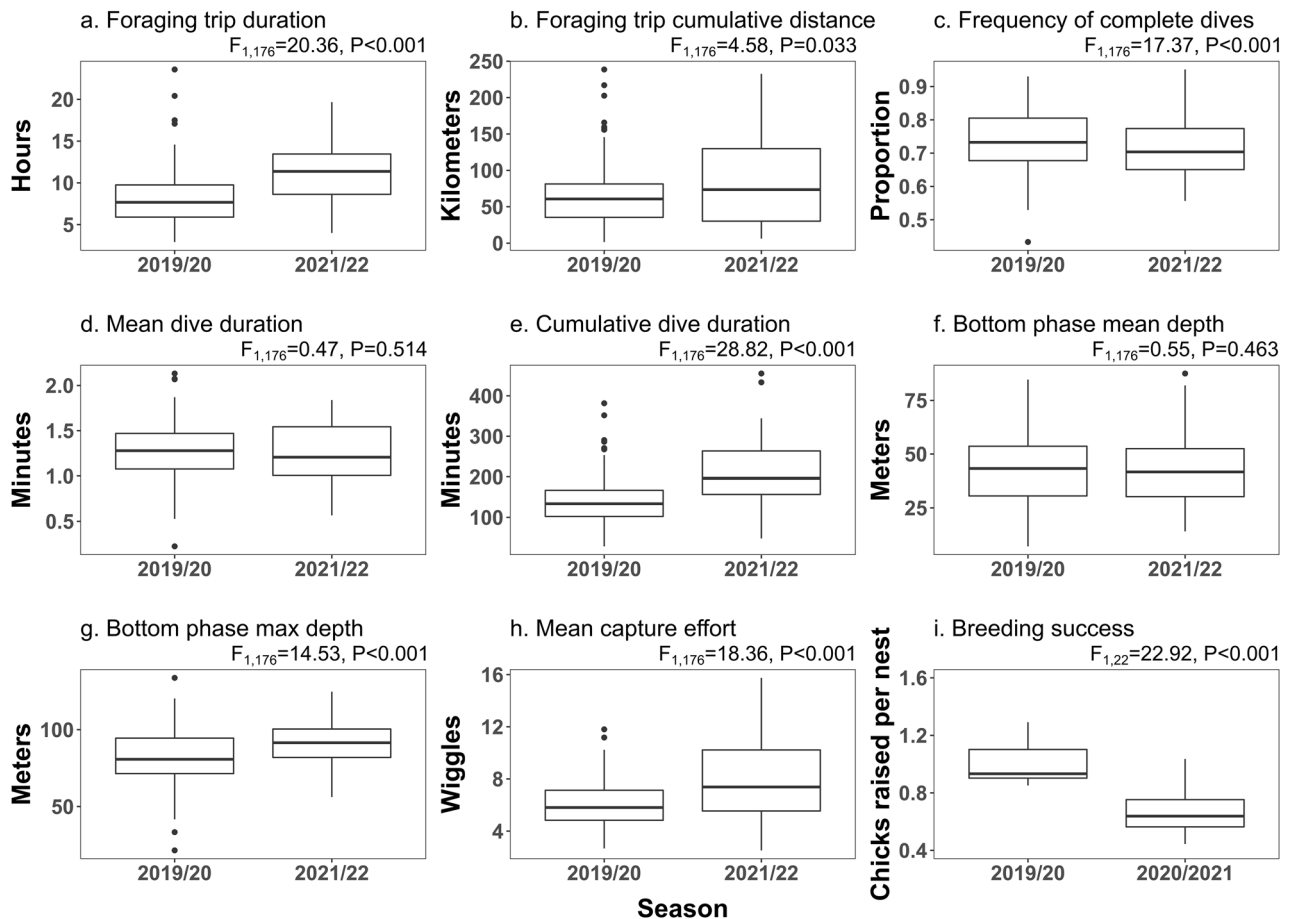 a. Foraging trip duration
F1,176=20.36, P<0.001
Hours
20
15
10
5
2019/20
2021/22
b. Foraging trip cumulative distance
F1,176=4.58, P=0.033
Kilometers
250
200
150
100
50
0
2019/20
2021/22
c. Frequency of complete dives
F1,176=17.37, P<0.001
Proportion
0.9
0.8
0.7
0.6
0.5
2019/20
2021/22
d. Mean dive duration
F1,176=0.47, P=0.514
Minutes
2.0
1.5
1.0
0.5
2019/20
2021/22
e. Cumulative dive duration
F1,176=28.82, P<0.001
Minutes
400
300
200
100
2019/20
2021/22
f. Bottom phase mean depth
F1,176=0.55, P=0.463
Meters
75
50
25
2019/20
2021/22
g. Bottom phase max depth
F1,176=14.53, P<0.001
Meters
100
50
2019/20
2021/22
h. Mean capture effort
F1,176=18.36, P<0.001
Wiggles
16
12
8
4
2019/20
2021/22
i. Breeding success
F1,22=22.92, P<0.001
Chicks raised per nest
1.6
1.2
0.8
0.4
2019/20
2020/2021
Season